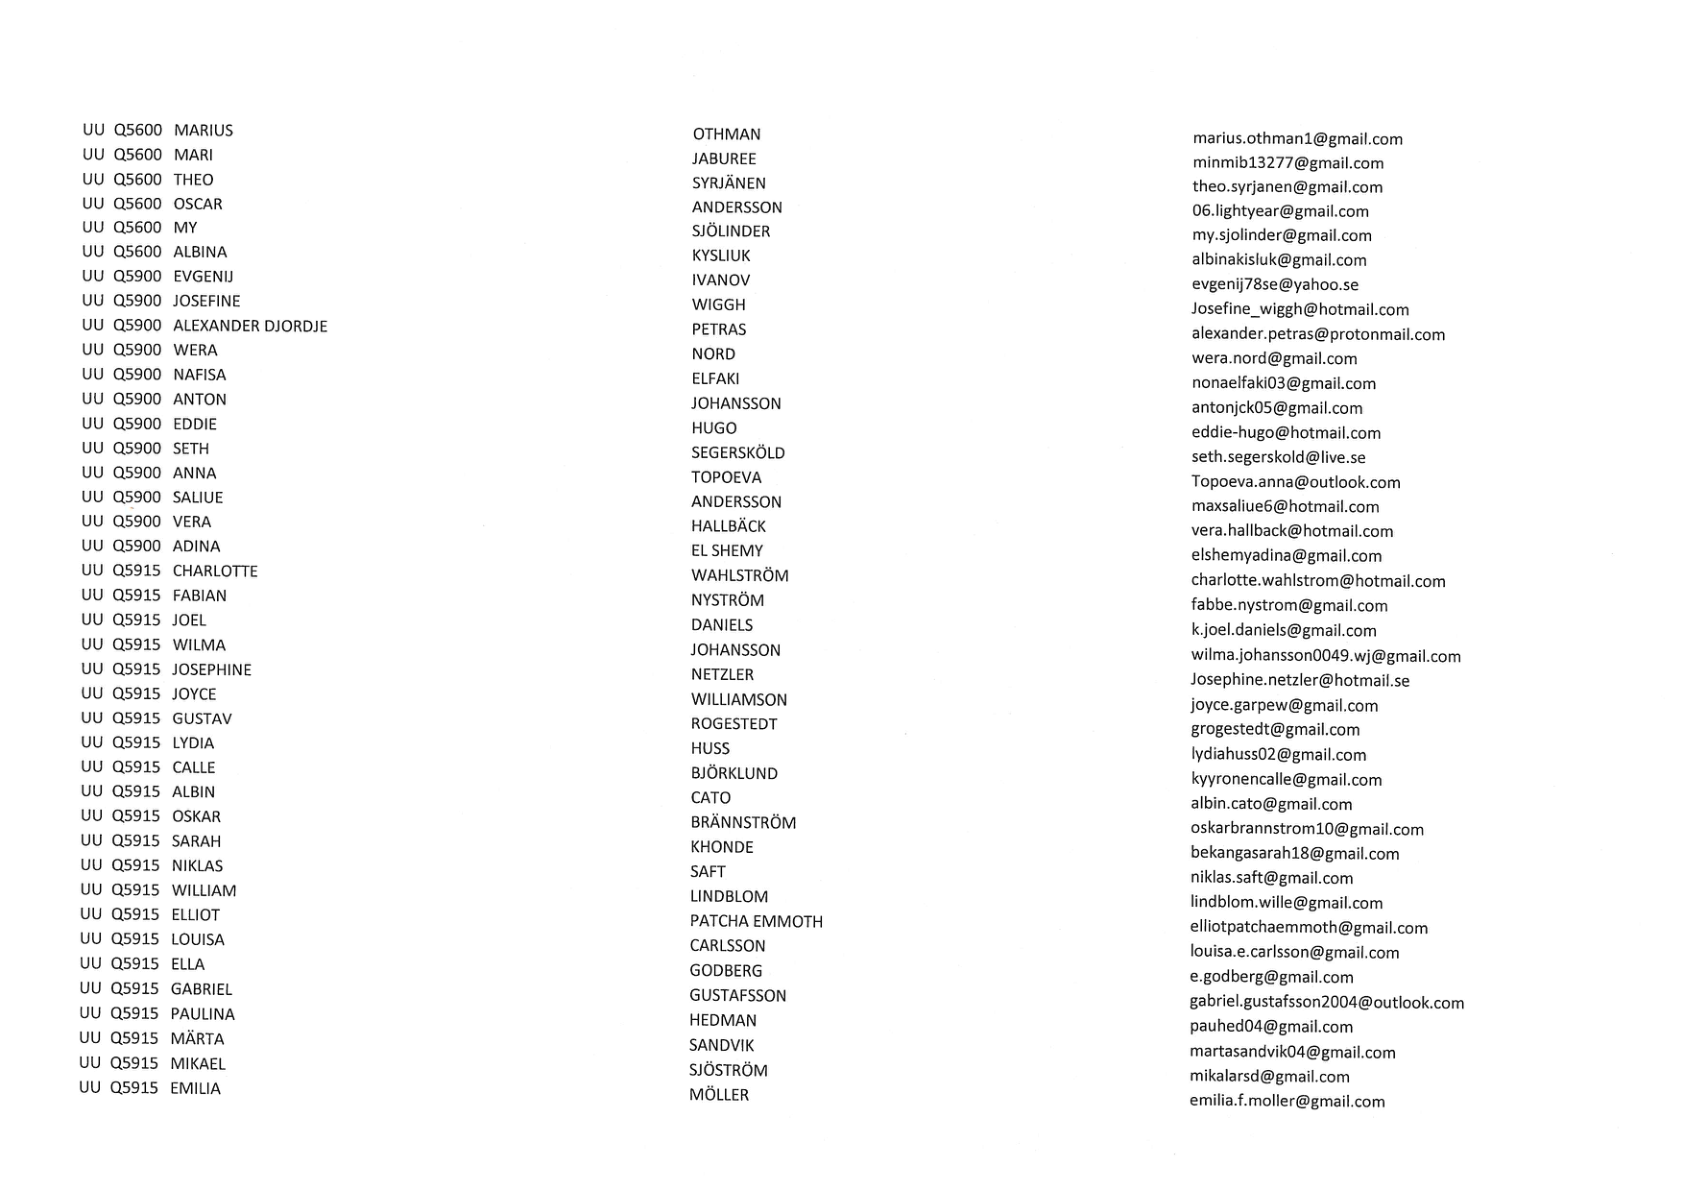 UU Q5600 MARIUS OTHMAN marius.othman1@gmail.com
UU Q5600 MARI JABUREE minmib13277@gmail.com
UU Q5600 THEO SYRJÄNEN theo.syrjanen@gmail.com
UU Q5600 OSCAR ANDERSSON 06.lightyear@gmail.com
UU Q5600 MY SJÖLINDER my.sjolinder@gmail.com
UU Q5600 ALBINA KYSLIUK albinakisluk@gmail.com
UU Q5900 EVGENIJ IVANOV evgenij78se@yahoo.se
UU Q5900 JOSEFINE WIGGH Josefine_wiggh@hotmail.com
UU Q5900 ALEXANDER DJORDJE PETRAS alexander.petras@protonmail.com
UU Q5900 WERA NORD wera.nord@gmail.com
UU Q5900 NAFISA ELFAKI nonaelfaki03@gmail.com
UU Q5900 ANTON JOHANSSON antonjck05@gmail.com
UU Q5900 EDDIE HUGO eddie-hugo@hotmail.com
UU Q5900 SETH SEGERSKÖLD seth.segerskold@live.se
UU Q5900 ANNA TOPOEVA Topoeva.anna@outlook.com
UU Q5900 SALIUE ANDERSSON maxsaliue6@hotmail.com
UU Q5900 VERA HALLBÄCK vera.hallback@hotmail.com
UU Q5900 ADINA EL SHEMY elshemyadina@gmail.com
UU Q5915 CHARLOTTE WAHLSTRÖM charlotte.wahlstrom@hotmail.com
UU Q5915 FABIAN NYSTRÖM fabbe.nystrom@gmail.com
UU Q5915 JOEL DANIELS k.joel.daniels@gmail.com
UU Q5915 WILMA JOHANSSON wilma.johansson0049.wj@gmail.com
UU Q5915 JOSEPHINE NETZLER Josephine.netzler@hotmail.se
UU Q5915 JOYCE WILLIAMSON joyce.garpew@gmail.com
UU Q5915 GUSTAV ROGESTEDT grogestedt@gmail.com
UU Q5915 LYDIA HUSS lydiahuss02@gmail.com
UU Q5915 CALLE BJÖRKLUND kyyronencalle@gmail.com
UU Q5915 ALBIN CATO albin.cato@gmail.com
UU Q5915 OSKAR BRÄNNSTRÖM oskarbrannstrom10@gmail.com
UU Q5915 SARAH KHONDE bekangasarah18@gmail.com
UU Q5915 NIKLAS SAFT niklas.saft@gmail.com
UU Q5915 WILLIAM LINDBLOM lindblom.wille@gmail.com
UU Q5915 ELLIOT PATCHA EMMOTH elliotpatchaemmoth@gmail.com
UU Q5915 LOUISA CARLSSON louisa.e.carlsson@gmail.com
UU Q5915 ELLA GODBERG e.godberg@gmail.com
UU Q5915 GABRIEL GUSTAFSSON gabriel.gustafsson2004@outlook.com
UU Q5915 PAULINA HEDMAN pauhed04@gmail.com
UU Q5915 MÄRTA SANDVIK martasandvik04@gmail.com
UU Q5915 MIKAEL SJÖSTRÖM mikalarsd@gmail.com
UU Q5915 EMILIA MÖLLER emilia.f.moller@gmail.com